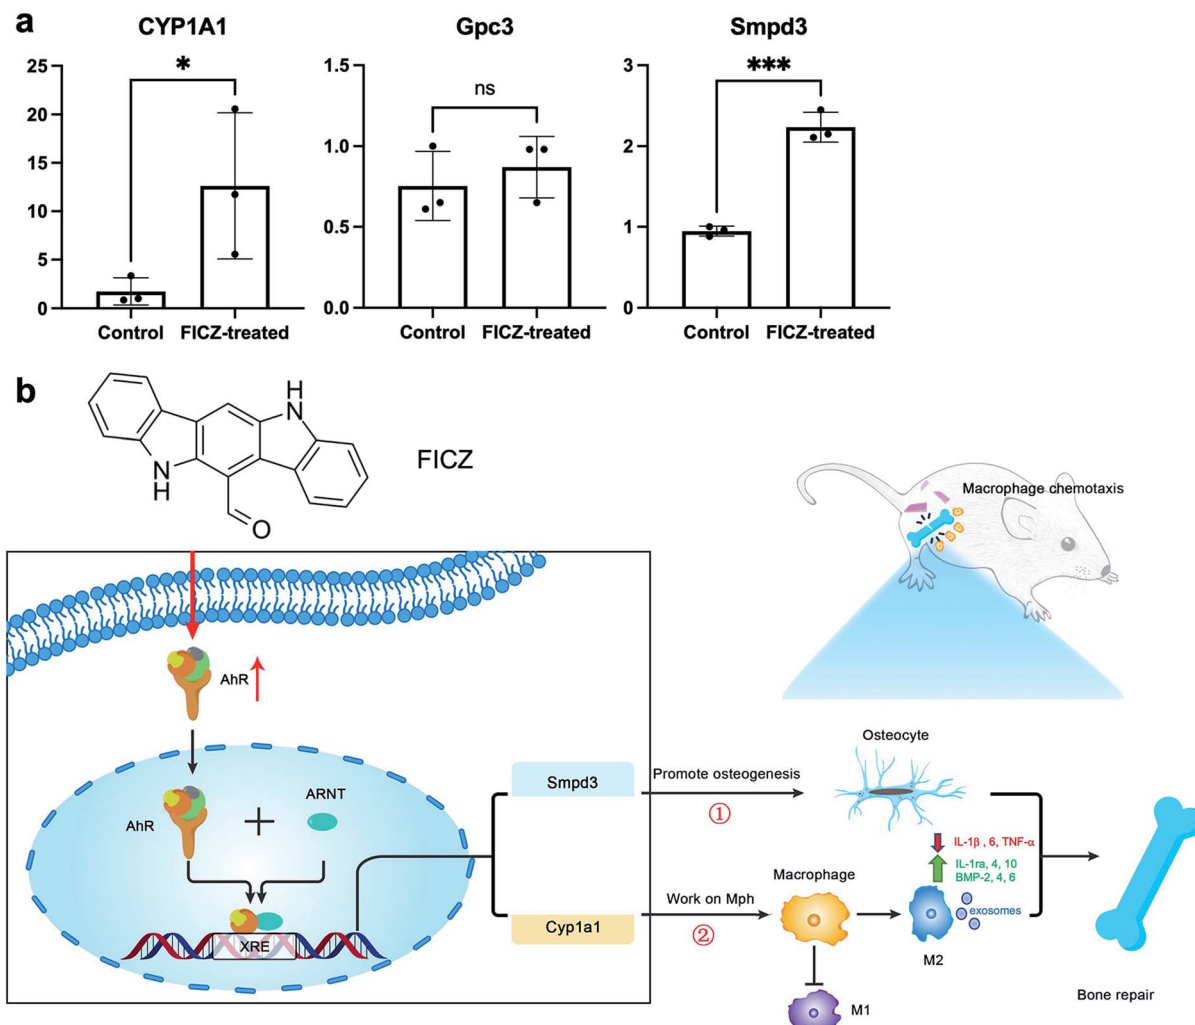 a
CYP1A1
Gpc3
Smpd3
25
20
15
10
5
0
*
Control
FICZ-treated
1.5
1.0
0.5
0.0
ns
Control
FICZ-treated
3
2
1
0
***
Control
FICZ-treated
b
H
N
N
H
O
FICZ
Macrophage chemotaxis
AhR
AhR
ARNT
XRE
Smpd3
Cyp1a1
Promote osteogenesis
①
Work on Mph
②
Osteocyte
IL-1β , 6, TNF-α
IL-1ra, 4, 10
BMP-2, 4, 6
Macrophage
exosomes
M2
M1
Bone repair